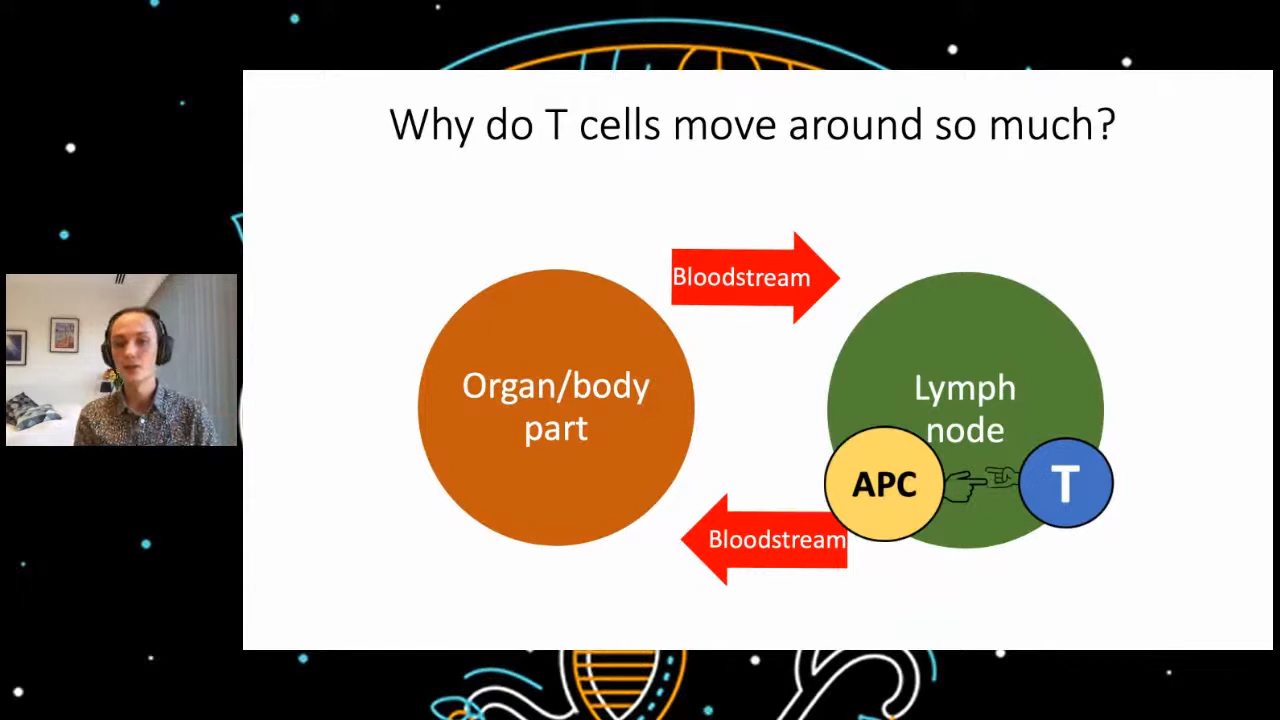 Why do T cells move around so much?
Bloodstream
Organ/body
part
Lymph
node
APC
T
Bloodstream